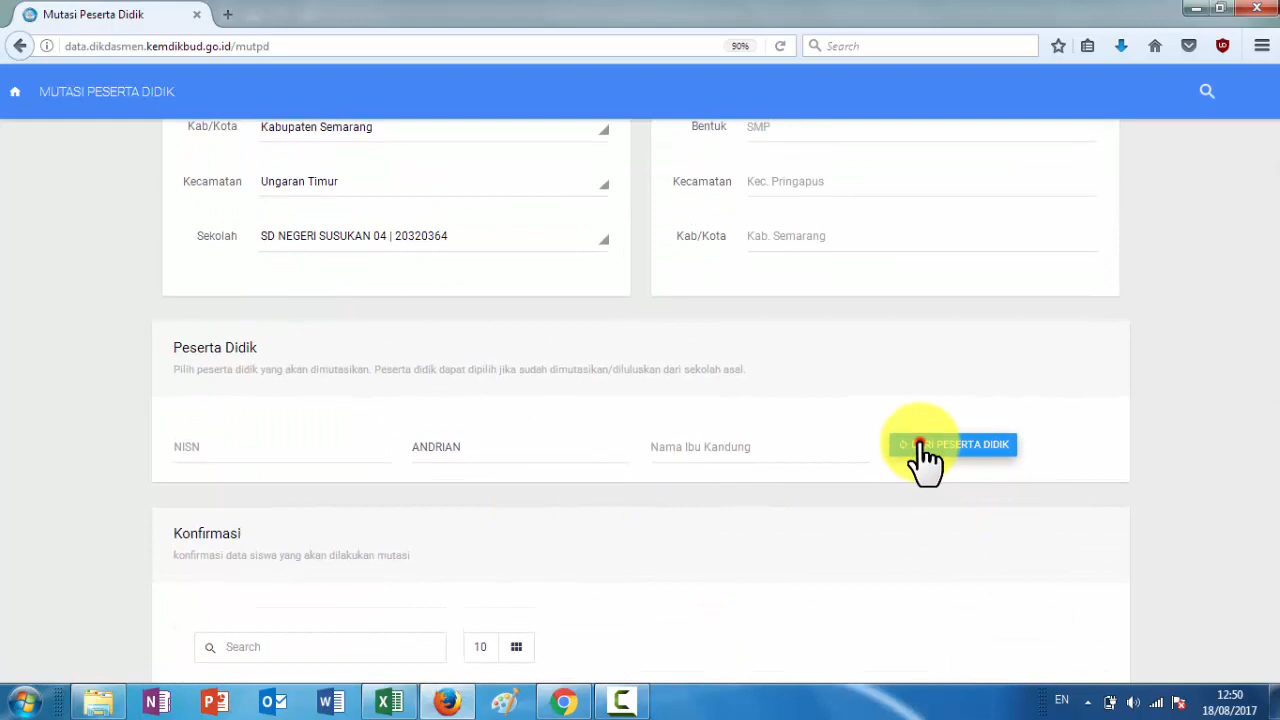 Mutasi Peserta Didik
data.dikdasmen.kemdikbud.go.id/mutpd
90%
Search
MUTASI PESERTA DIDIK
Kab/Kota Kabupaten Semarang
Kecamatan Ungaran Timur
Sekolah SD NEGERI SUSUKAN 04 | 20320364
Bentuk SMP
Kecamatan Kec. Pringapus
Kab/Kota Kab. Semarang
Peserta Didik
Pilih peserta didik yang akan dimutasikan. Peserta didik dapat dipilih jika sudah dimutasikan/diluluskan dari sekolah asal.
NISN ANDRIAN Nama Ibu Kandung PESERTA DIDIK
Konfirmasi
konfirmasi data siswa yang akan dilakukan mutasi
Search 10
EN
12:50
18/08/2017